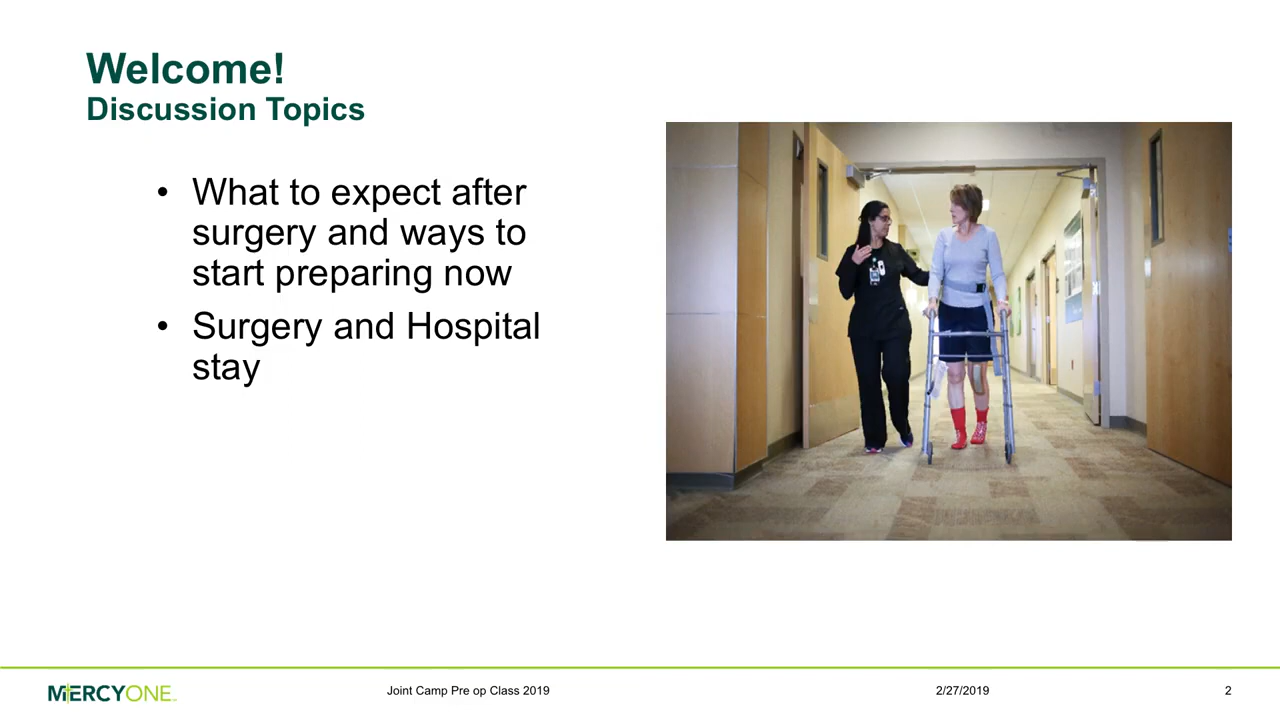 Welcome!
Discussion Topics
• What to expect after
surgery and ways to
start preparing now
• Surgery and Hospital
stay
MERCYONE
Joint Camp Pre op Class 2019
2/27/2019
2